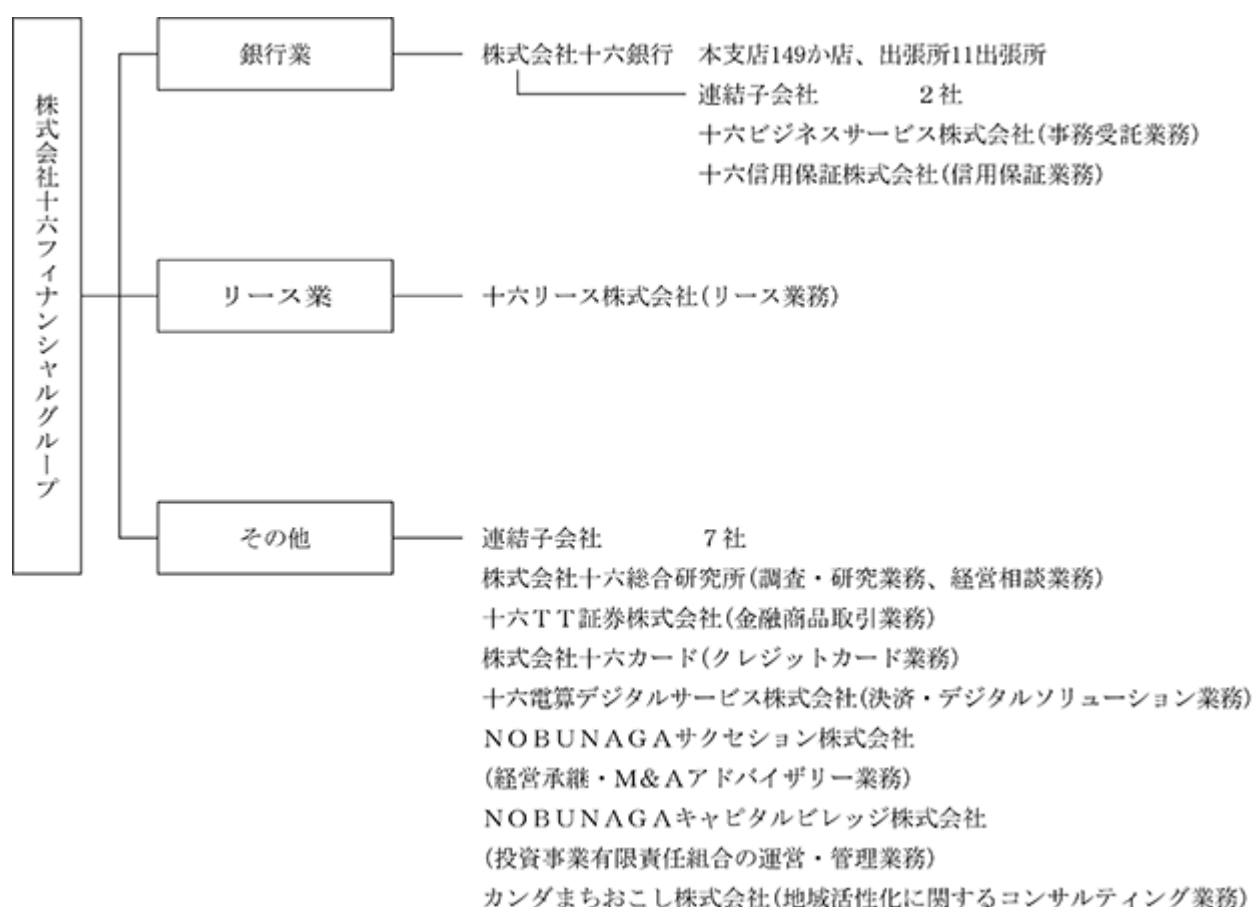 株式会社十六フィナンシャルグループ
銀行業
株式会社十六銀行 本支店149か店、出張所11出張所
連結子会社 2社
十六ビジネスサービス株式会社(事務受託業務)
十六信用保証株式会社(信用保証業務)
リース業
十六リース株式会社(リース業務)
その他
連結子会社 7社
株式会社十六総合研究所(調査・研究業務、経営相談業務)
十六TT証券株式会社(金融商品取引業務)
株式会社十六カード(クレジットカード業務)
十六電算デジタルサービス株式会社(決済・デジタルソリューション業務)
NOBUNAGAサクセション株式会社
(経営承継・M&Aアドバイザリー業務)
NOBUNAGAキャピタルビレッジ株式会社
(投資事業有限責任組合の運営・管理業務)
カンダまちおこし株式会社(地域活性化に関するコンサルティング業務)